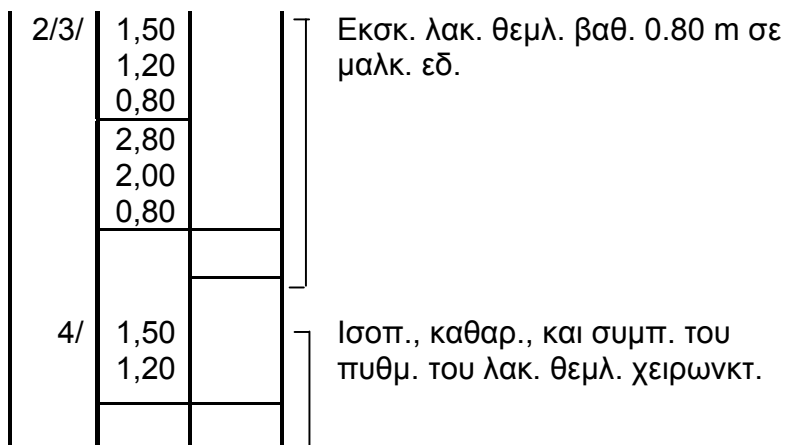 2/3/ 1,50 Εκσκ. λακ. θεμλ. βαθ. 0.80 m σε
1,20 μαλκ. εδ.
0,80
2,80
2,00
0,80
4/ 1,50 Ισοπ., καθαρ., και συμπ. του
1,20 πυθμ. του λακ. θεμλ. χειρωνκτ.